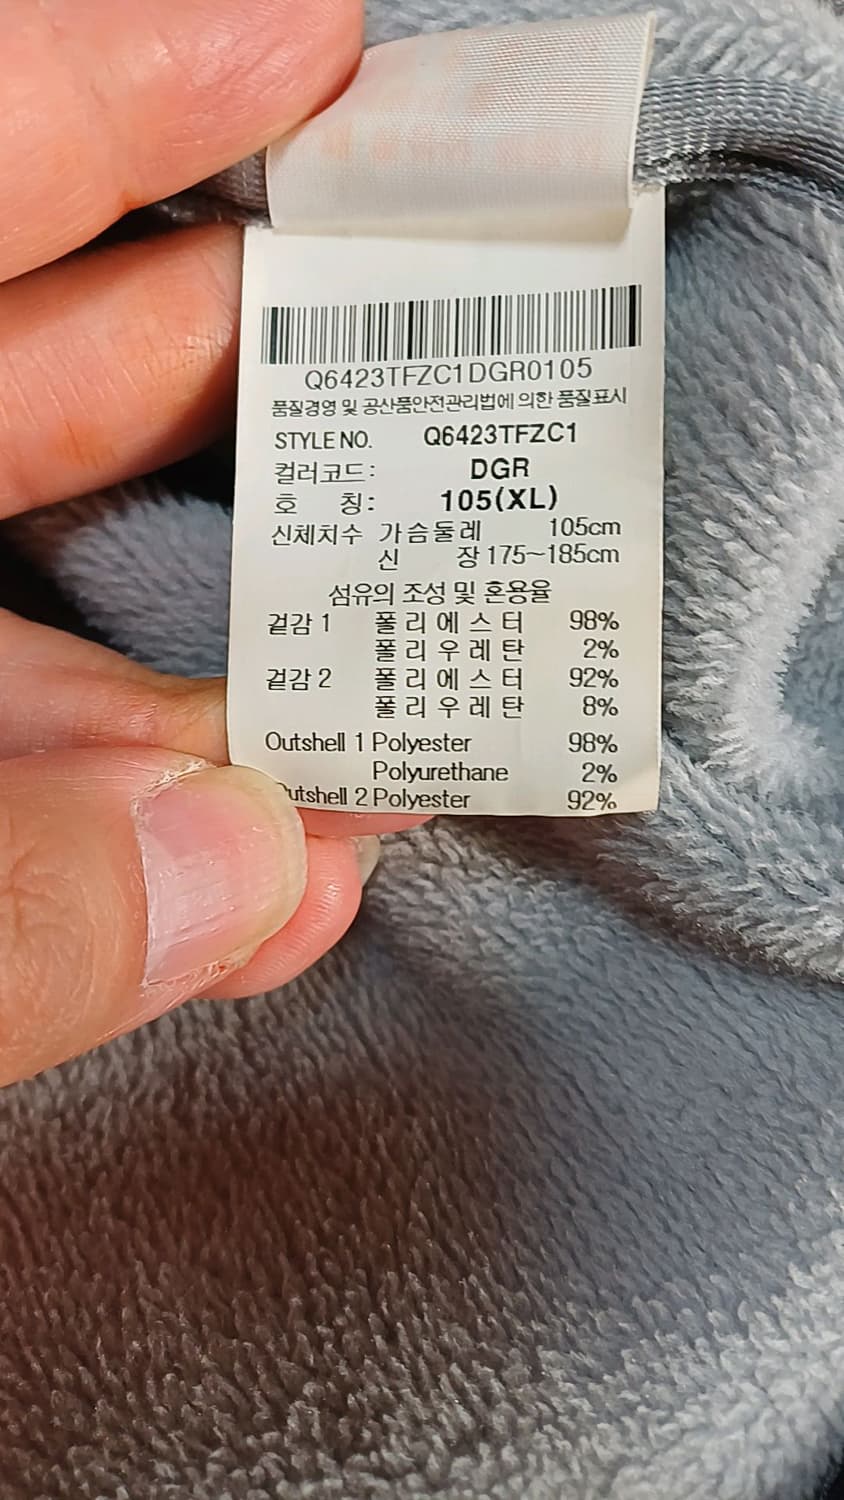 Q6423TFZC1DGR0105
품질경영 및 공산품안전관리법에 의한 품질표시
STYLE NO. Q6423TFZC1
컬러코드: DGR
호 칭: 105(XL)
신체치수 가슴둘레 105cm
신 장 175~185cm
섬유의 조성 및 혼용율
겉감 1 폴리에스터 98%
폴리우레탄 2%
겉감 2 폴리에스터 92%
폴리우레탄 8%
Outshell 1 Polyester 98%
Polyurethane 2%
utshell 2 Polyester 92%